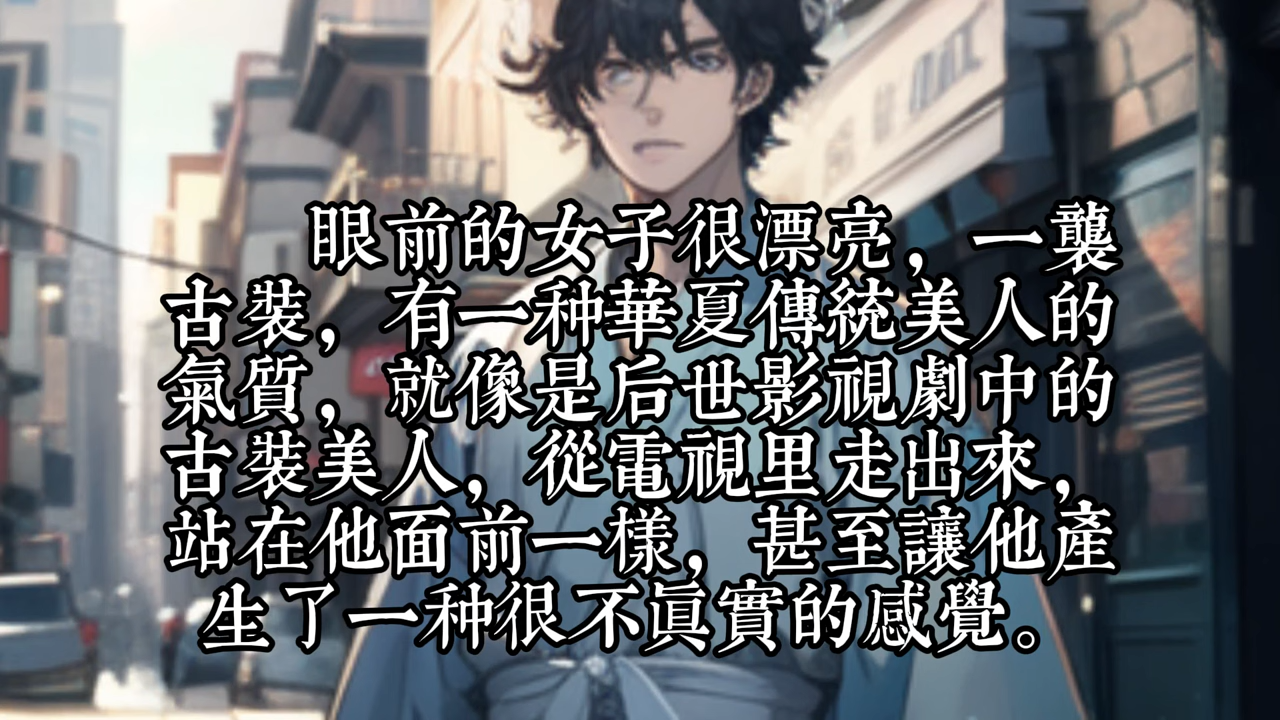 眼前的女子很漂亮，一襲
古裝，有一种華夏傳統美人的
氣質，就像是后世影視劇中的
古裝美人，從電視里走出來，
站在他面前一樣，甚至讓他產
生了一种很不真實的感覺。